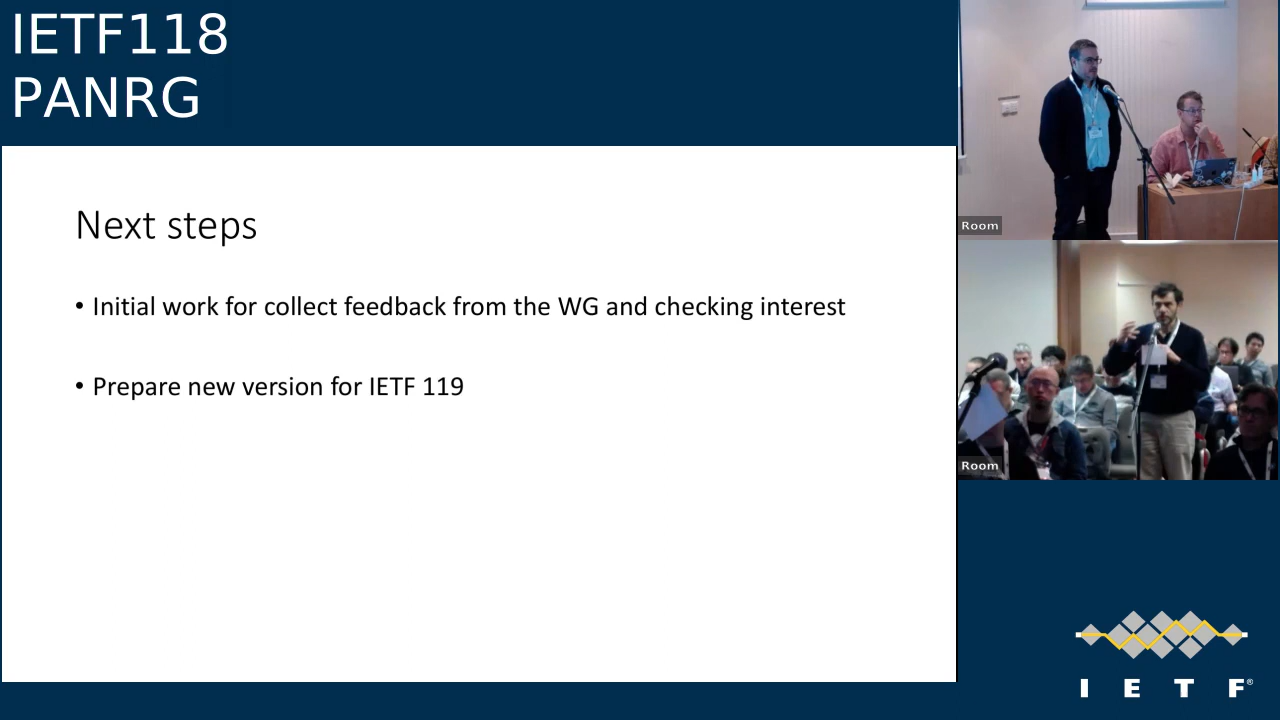 IETF118
PANRG
Next steps
• Initial work for collect feedback from the WG and checking interest
• Prepare new version for IETF 119
Room
Room
I E T F®